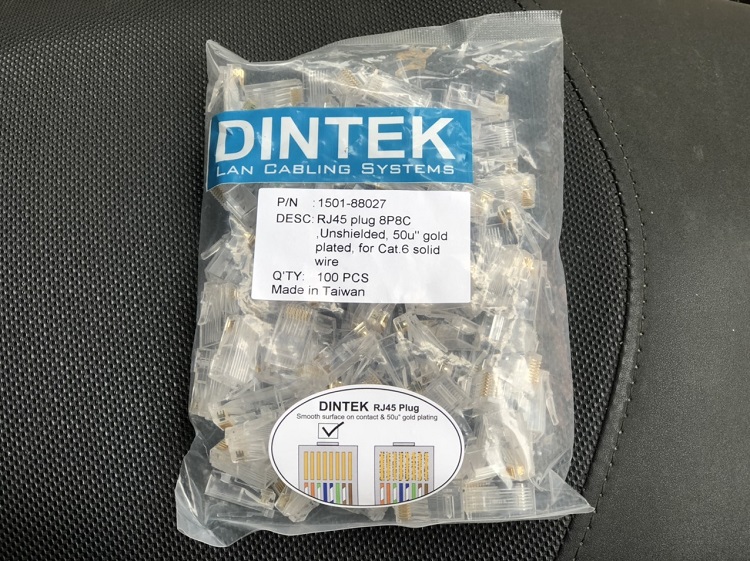 DINTEK
LAN CABLING SYSTEMS
P/N : 1501-88027
DESC: RJ45 plug 8P8C
,Unshielded, 50u" gold
plated, for Cat.6 solid
wire
Q'TY: 100 PCS
Made in Taiwan
DINTEK RJ45 Plug
Smooth surface on contact & 50u" gold plating